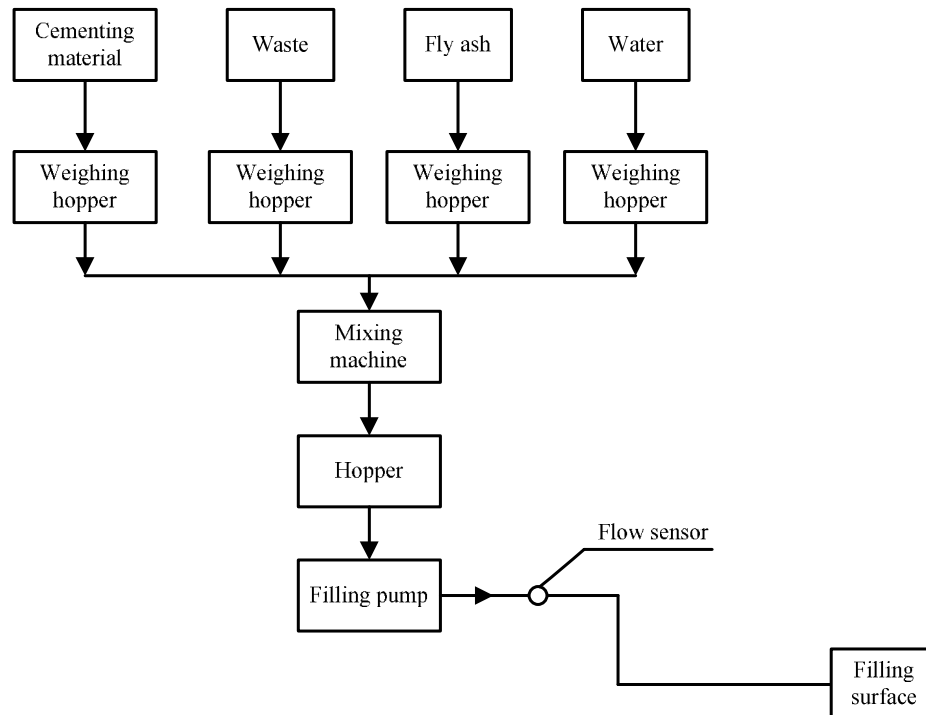 Cementing
material
Waste
Fly ash
Water
Weighing
hopper
Weighing
hopper
Weighing
hopper
Weighing
hopper
Mixing
machine
Hopper
Flow sensor
Filling pump
Filling
surface